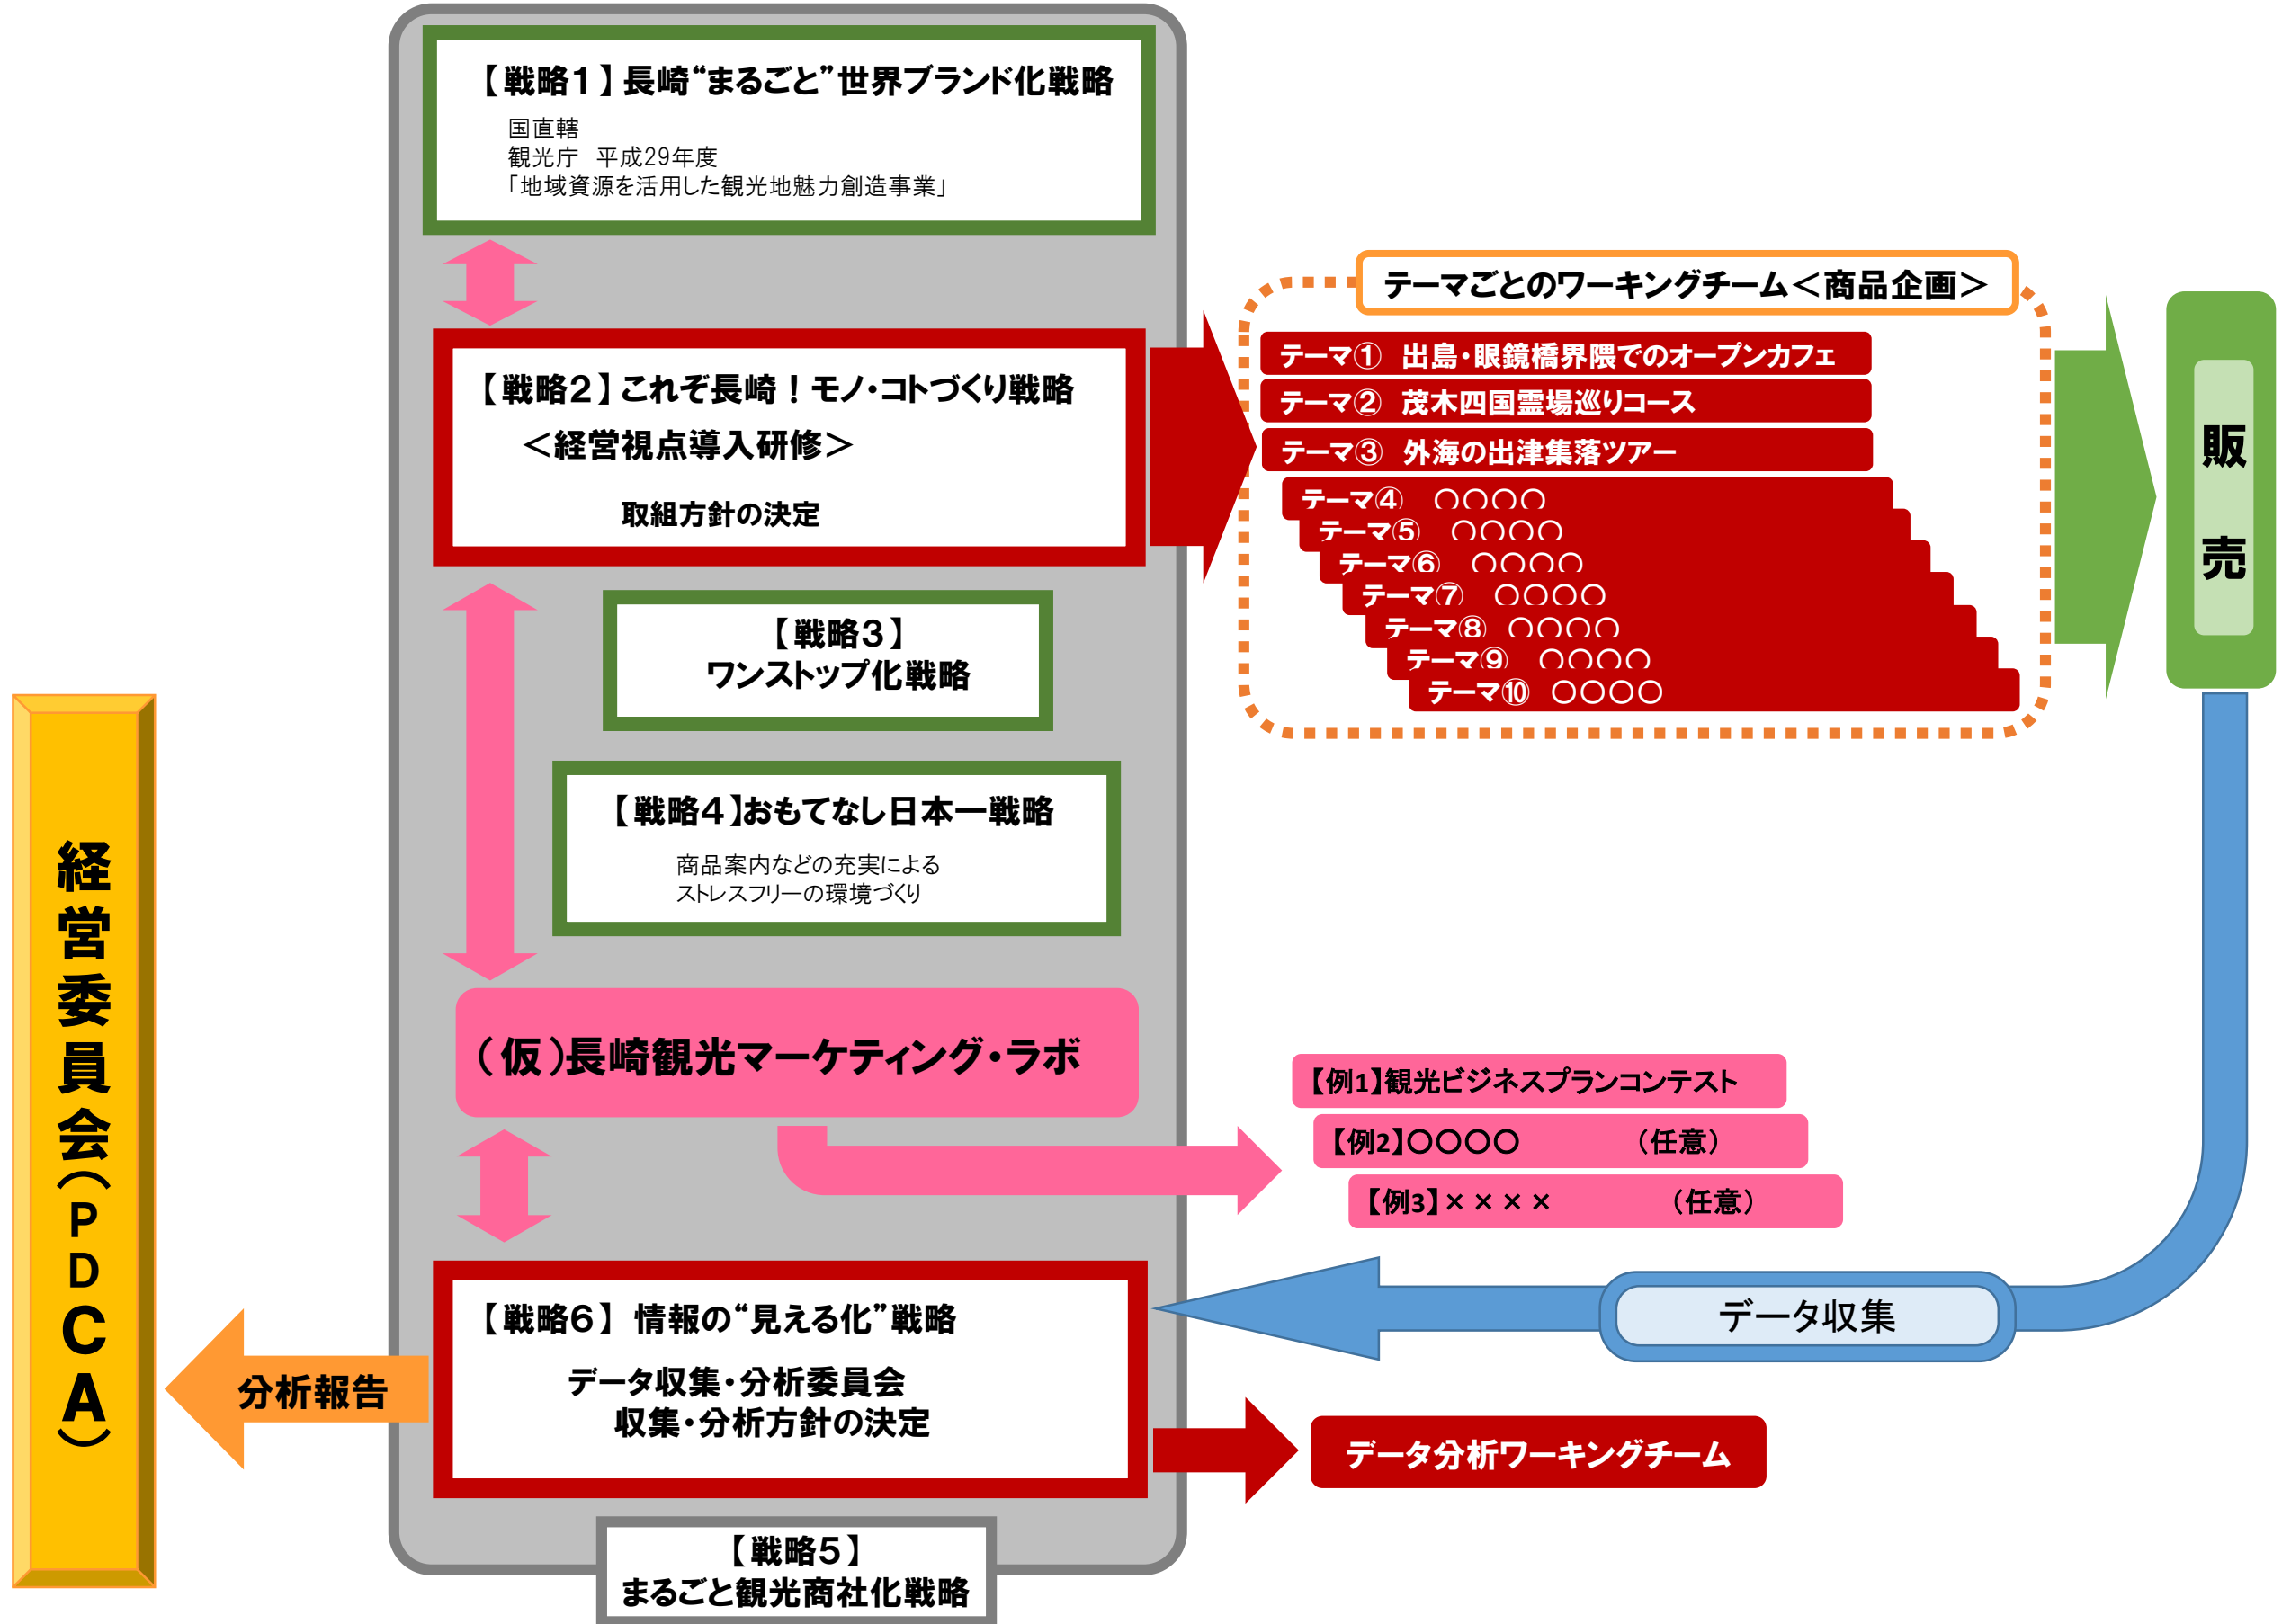 【戦略１】長崎“まるごと”世界ブランド化戦略
国直轄
観光庁　平成29年度
「地域資源を活用した観光地魅力創造事業」
【戦略２】これぞ長崎！モノ・コトづくり戦略
＜経営視点導入研修＞
取組方針の決定
テーマごとのワーキングチーム＜商品企画＞
テーマ①　出島・眼鏡橋界隈でのオープンカフェ
テーマ②　茂木四国霊場巡りコース
テーマ③　外海の出津集落ツアー
テーマ④　○○○○
テーマ⑤　○○○○
テーマ⑥　○○○○
テーマ⑦　○○○○
テーマ⑧　○○○○
テーマ⑨　○○○○
テーマ⑩　○○○○
販売
【戦略３】
ワンストップ化戦略
【戦略４】おもてなし日本一戦略
商品案内などの充実による
ストレスフリーの環境づくり
（仮）長崎観光マーケティング・ラボ
【例1】観光ビジネスプランコンテスト
【例2】○○○○　　　　（任意）
【例3】××××　　　　（任意）
データ収集
【戦略６】 情報の“見える化”戦略
データ収集・分析委員会
収集・分析方針の決定
データ分析ワーキングチーム
分析報告
経営委員会（ＰＤＣＡ）
【戦略５】
まるごと観光商社化戦略